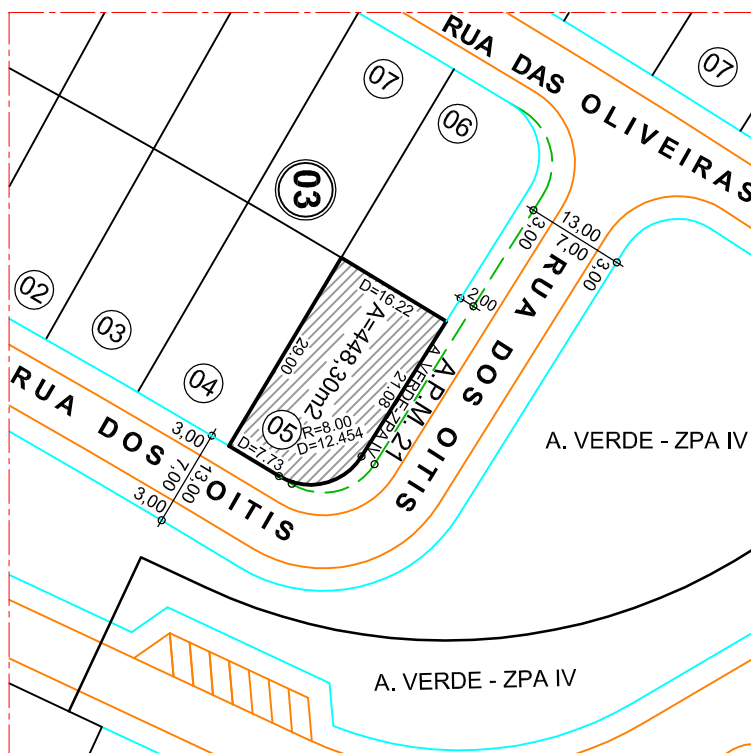 RUA DAS OLIVEIRAS
07
07
06
03
13,00
7,00
3,00
3,00
RUA DOS OITIS
2,00
D=16.22
A=448,30m2
29.00
21.08
A. VERDE-ZPA IV
A.P.M. 21
02
03
04
05
R=8.00
D=12.454
D=7.73
RUA DOS OITIS
3,00
13,00
7,00
3,00
A. VERDE - ZPA IV
A. VERDE - ZPA IV